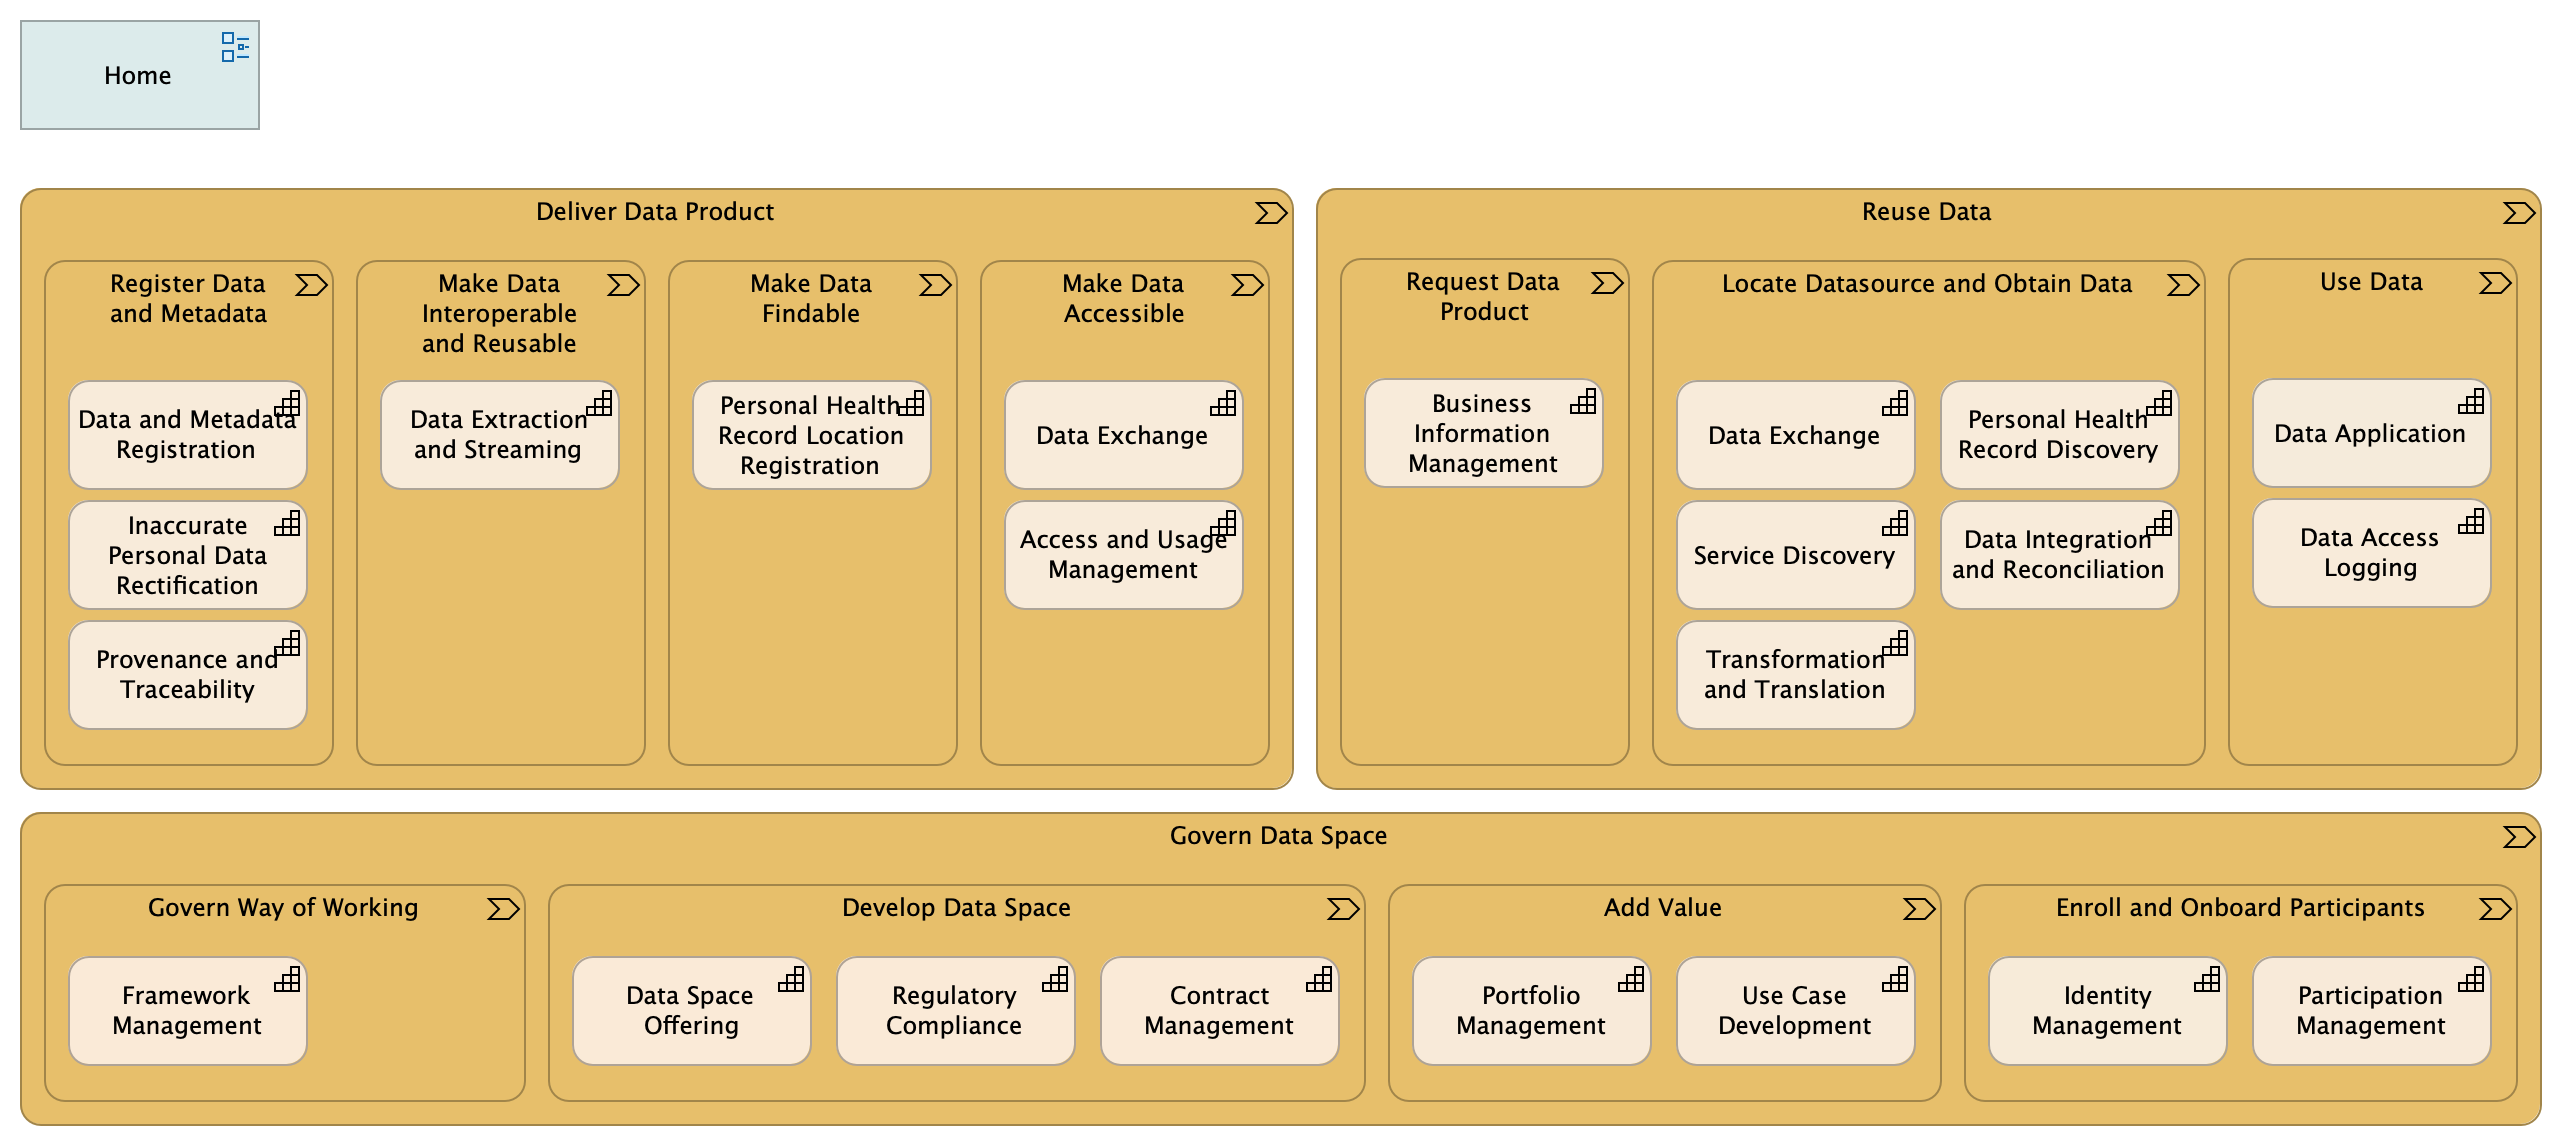 Home
Deliver Data Product
Register Data
and Metadata
Data and Metadata
Registration
Inaccurate
Personal Data
Rectification
Provenance and
Traceability
Make Data
Interoperable
and Reusable
Data Extraction
and Streaming
Make Data
Findable
Personal Health
Record Location
Registration
Make Data
Accessible
Data Exchange
Access and Usage
Management
Reuse Data
Request Data
Product
Business
Information
Management
Locate Datasource and Obtain Data
Data Exchange
Personal Health
Record Discovery
Service Discovery
Data Integration
and Reconciliation
Transformation
and Translation
Use Data
Data Application
Data Access
Logging
Govern Data Space
Govern Way of Working
Framework
Management
Develop Data Space
Data Space
Offering
Regulatory
Compliance
Contract
Management
Add Value
Portfolio
Management
Use Case
Development
Enroll and Onboard Participants
Identity
Management
Participation
Management